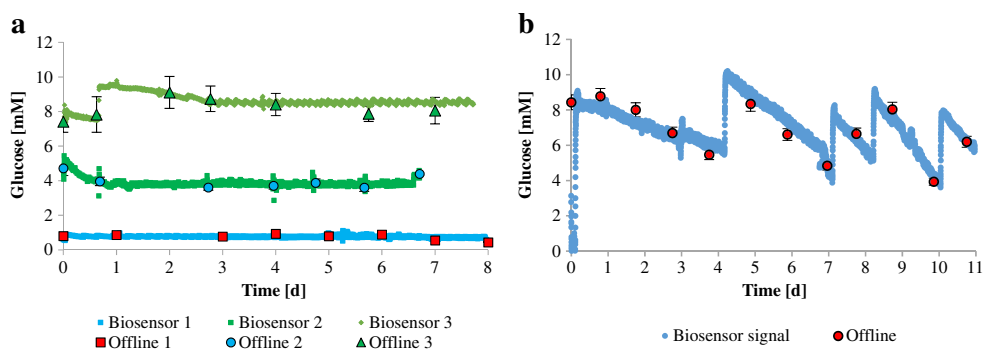 a
Glucose [mM]
12
10
8
6
4
2
0
0 1 2 3 4 5 6 7 8
Time [d]
Biosensor 1 Biosensor 2 Biosensor 3
Offline 1 Offline 2 Offline 3
b
Glucose [mM]
12
10
8
6
4
2
0
0 1 2 3 4 5 6 7 8 9 10 11
Time [d]
Biosensor signal Offline